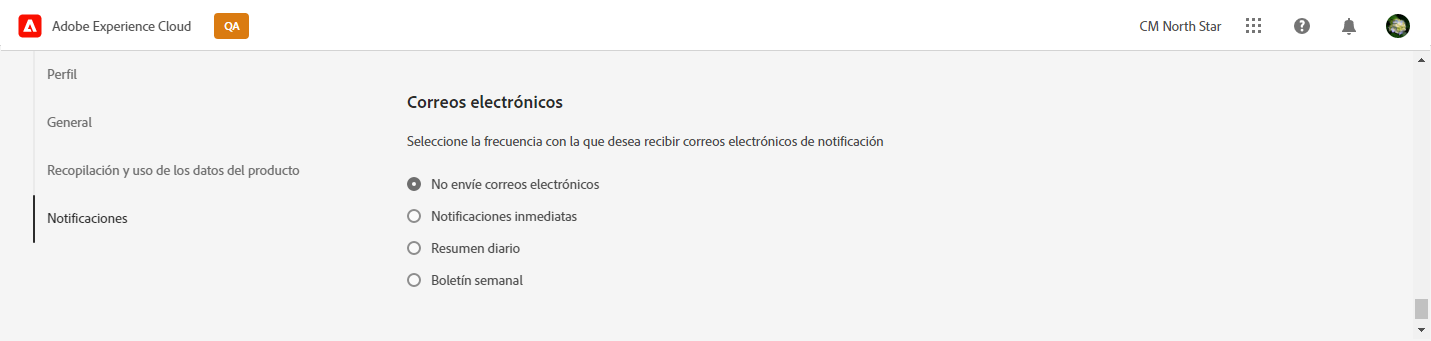 Adobe Experience Cloud
QA
CM North Star
Perfil
General
Recopilación y uso de los datos del producto
Notificaciones
Correos electrónicos
Seleccione la frecuencia con la que desea recibir correos electrónicos de notificación
No envíe correos electrónicos
Notificaciones inmediatas
Resumen diario
Boletín semanal